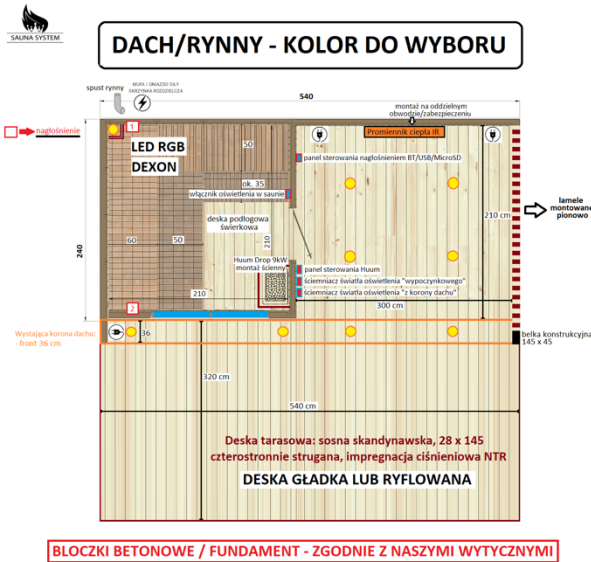 SAUNA SYSTEM
DACH/RYNNY - KOLOR DO WYBORU
spust rynny
MUFA / GNIAZDO SIŁY
SKRZYNKA ROZDZIELCZA
540
montaż na oddzielnym
obwodzie/zabezpieczeniu
Promiennik ciepła IR
nagłośnienie
1
LED RGB
DEXON
50
panel sterowania nagłośnieniem BT/USB/MicroSD
ok. 35
włącznik oświetlenia w saunie
lamele
montowane
pionowo
210 cm
deska podłogowa
świerkowa
240
60
50
210
Huum Drop 9kW
montaż ścienny
panel sterowania Huum
ściemniacz światła oświetlenia "wypoczynkowego"
ściemniacz światła oświetlenia "z korony dachu"
210
300 cm
2
Wystająca korona dachu:
- front 36 cm
36
belka konstrukcyjna
145 x 45
320 cm
540 cm
Deska tarasowa: sosna skandynawska, 28 x 145
czterostronnie strugana, impregnacja ciśnieniowa NTR
DESKA GŁADKA LUB RYFLOWANA
BLOCZKI BETONOWE / FUNDAMENT - ZGODNIE Z NASZYMI WYTYCZNYMI